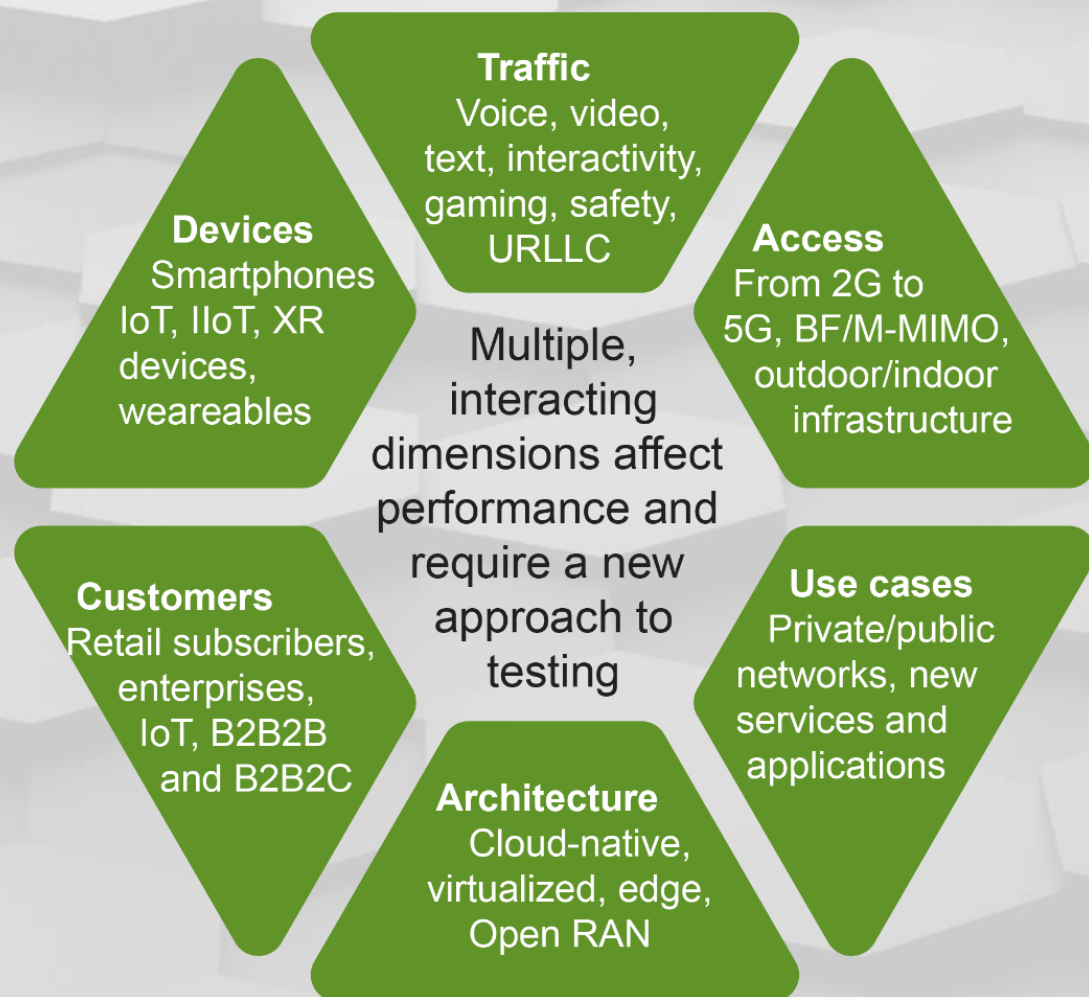 Traffic
Voice, video,
text, interactivity,
gaming, safety,
URLLC
Devices
Smartphones
IoT, IIoT, XR
devices,
weareables
Access
From 2G to
5G, BF/M-MIMO,
outdoor/indoor
infrastructure
Multiple,
interacting
dimensions affect
performance and
require a new
approach to
testing
Customers
Retail subscribers,
enterprises,
IoT, B2B2B
and B2B2C
Use cases
Private/public
networks, new
services and
applications
Architecture
Cloud-native,
virtualized, edge,
Open RAN